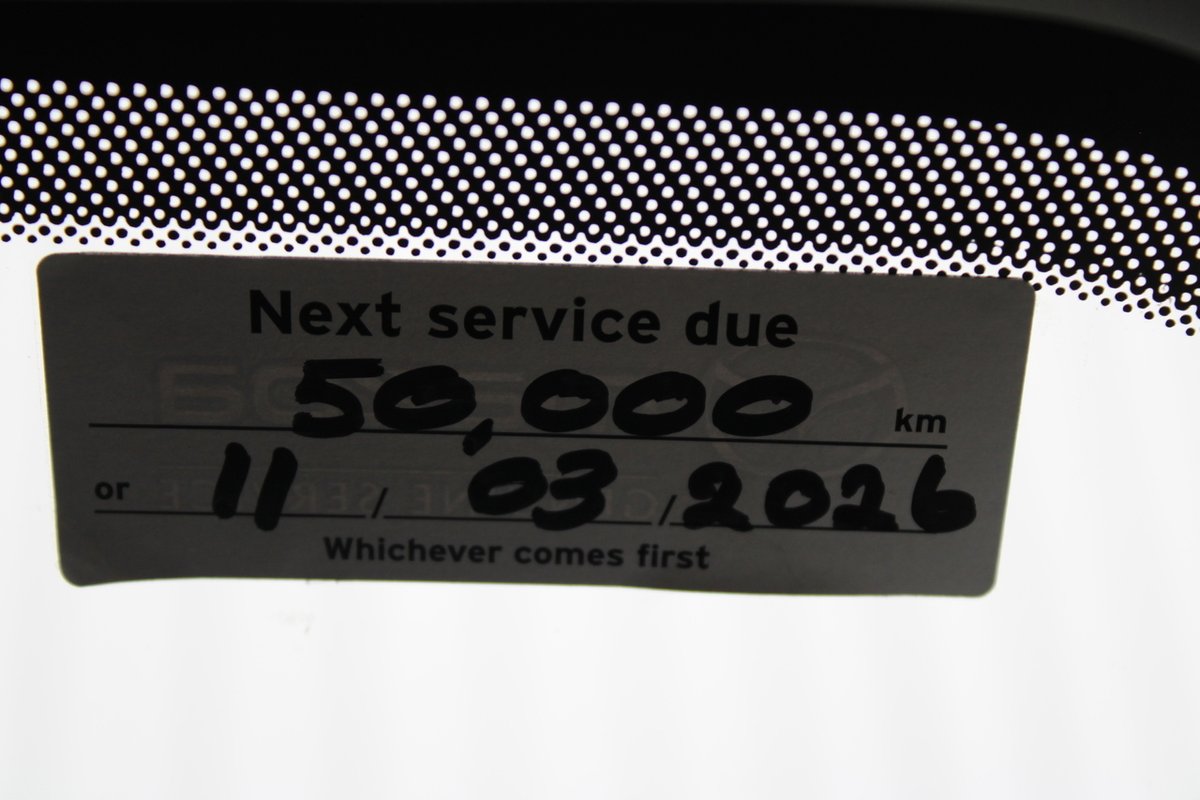 Next service due
50,000 km
or 11 / 03 / 2026
Whichever comes first